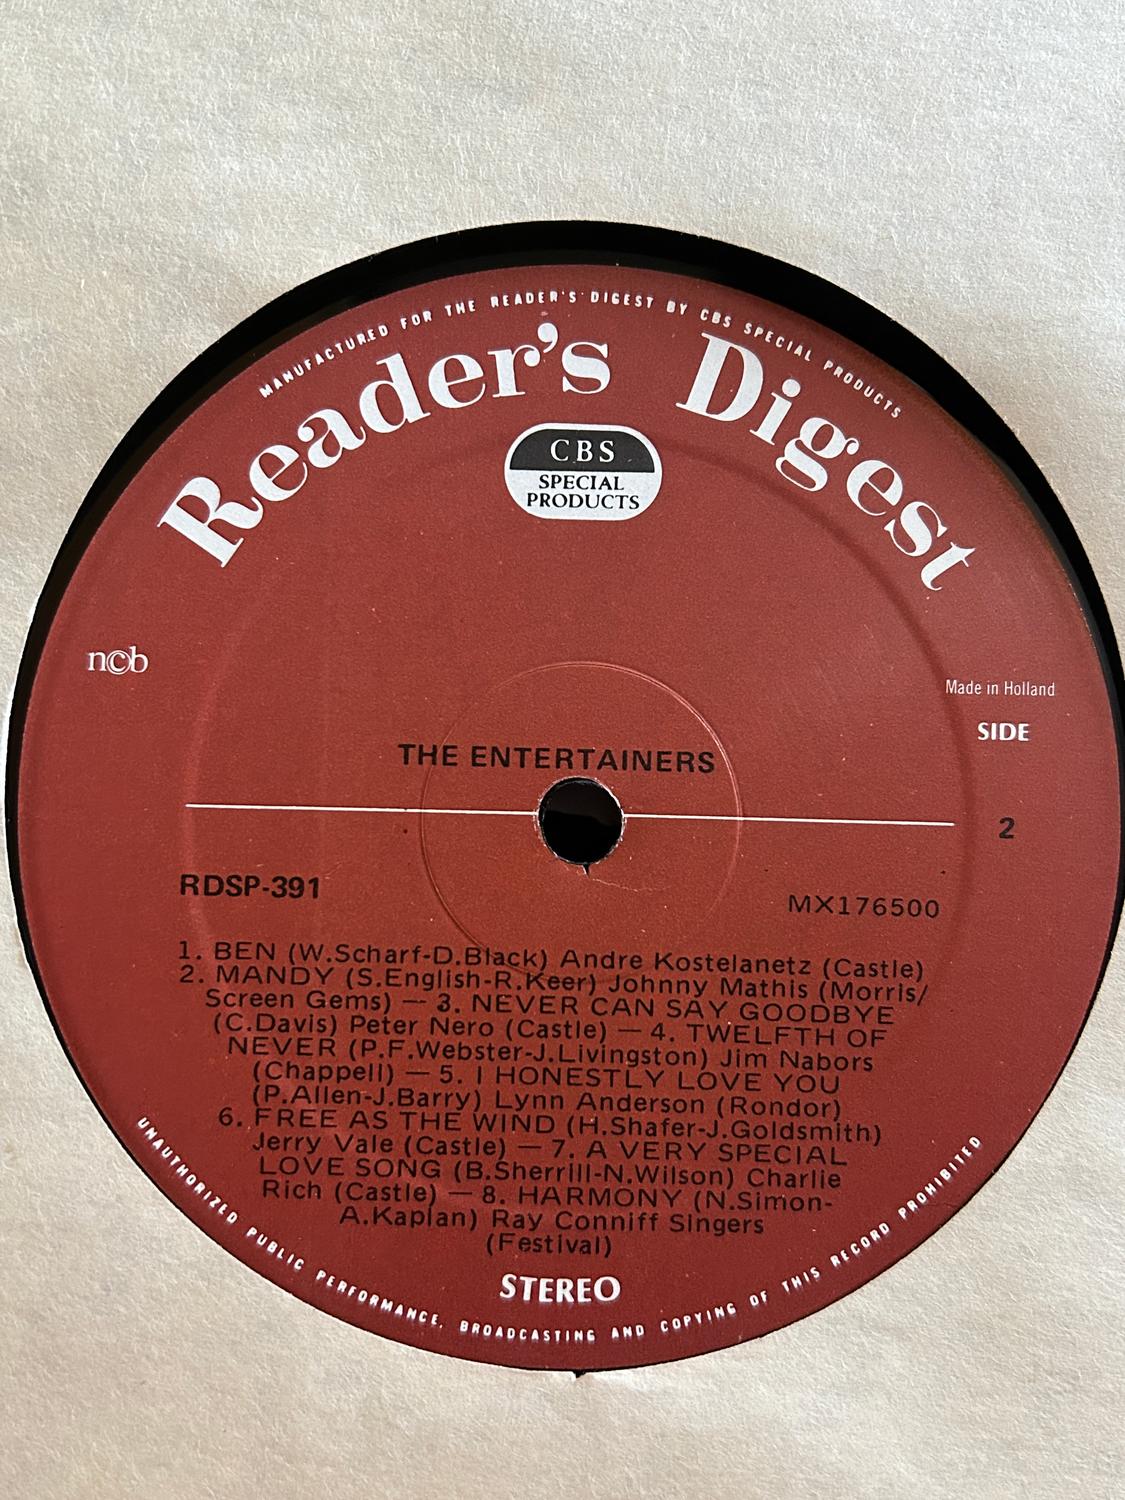 MANUFACTURED FOR THE READER'S DIGEST BY CBS SPECIAL PRODUCTS
Reader's Digest
CBS
SPECIAL
PRODUCTS
n©b
Made in Holland
SIDE
THE ENTERTAINERS
2
RDSP-391
MX176500
1. BEN (W.Scharf-D.Black) Andre Kostelanetz (Castle)
2. MANDY (S.English-R.Keer) Johnny Mathis (Morris/
Screen Gems) — 3. NEVER CAN SAY GOODBYE
(C.Davis) Peter Nero (Castle) — 4. TWELFTH OF
NEVER (P.F.Webster-J.Livingston) Jim Nabors
(Chappell) — 5. I HONESTLY LOVE YOU
(P.Allen-J.Barry) Lynn Anderson (Rondor)
6. FREE AS THE WIND (H.Shafer-J.Goldsmith)
Jerry Vale (Castle) — 7. A VERY SPECIAL
LOVE SONG (B.Sherrill-N.Wilson) Charlie
Rich (Castle) — 8. HARMONY (N.Simon-
A.Kaplan) Ray Conniff Singers
(Festival)
STEREO
UNAUTHORIZED PUBLIC PERFORMANCE, BROADCASTING AND COPYING OF THIS RECORD PROHIBITED